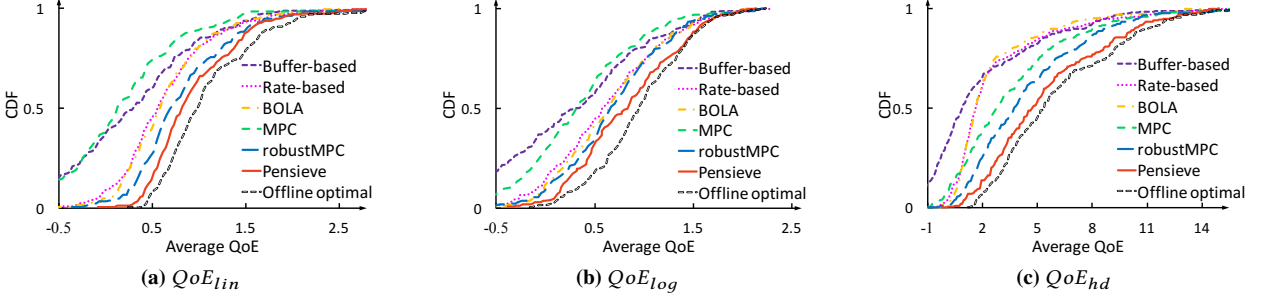 CDF
1
0.5
0
-0.5
0.5
1.5
2.5
Average QoE
Buffer-based
Rate-based
BOLA
MPC
robustMPC
Pensieve
Offline optimal
(a) QoE_lin
CDF
1
0.5
0
-0.5
0.5
1.5
2.5
Average QoE
Buffer-based
Rate-based
BOLA
MPC
robustMPC
Pensieve
Offline optimal
(b) QoE_log
CDF
1
0.5
0
-1
2
5
8
11
14
Average QoE
Buffer-based
Rate-based
BOLA
MPC
robustMPC
Pensieve
Offline optimal
(c) QoE_hd